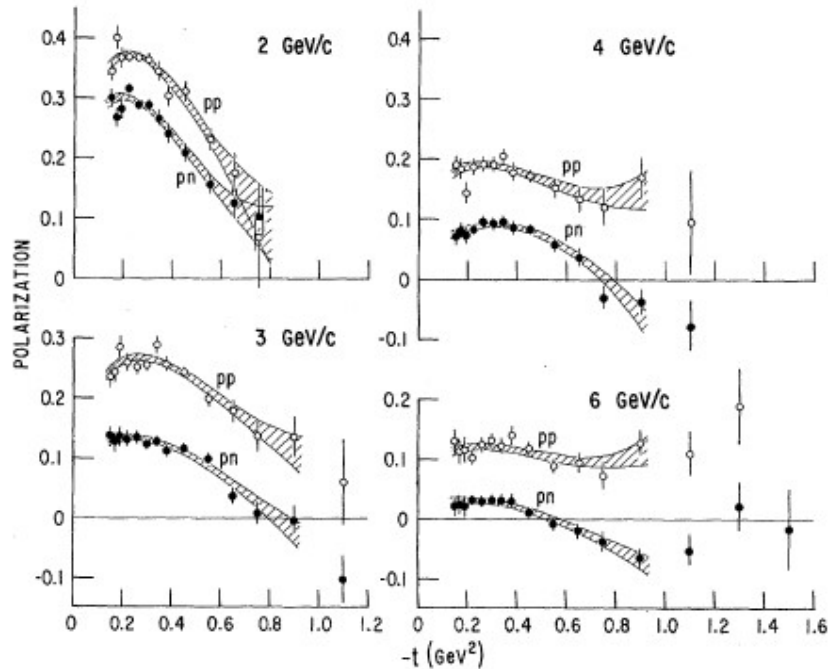 0.4
0.3
0.2
0.1
0
2 GeV/c
pp
pn
4 GeV/c
0.4
0.3
0.2
0.1
0
-0.1
pp
pn
POLARIZATION
0.3
0.2
0.1
0
-0.1
3 GeV/c
pp
pn
6 GeV/c
0.2
0.1
0
-0.1
pp
pn
0 0.2 0.4 0.6 0.8 1.0 1.2
0 0.2 0.4 0.6 0.8 1.0 1.2 1.4 1.6
-t (GeV²)